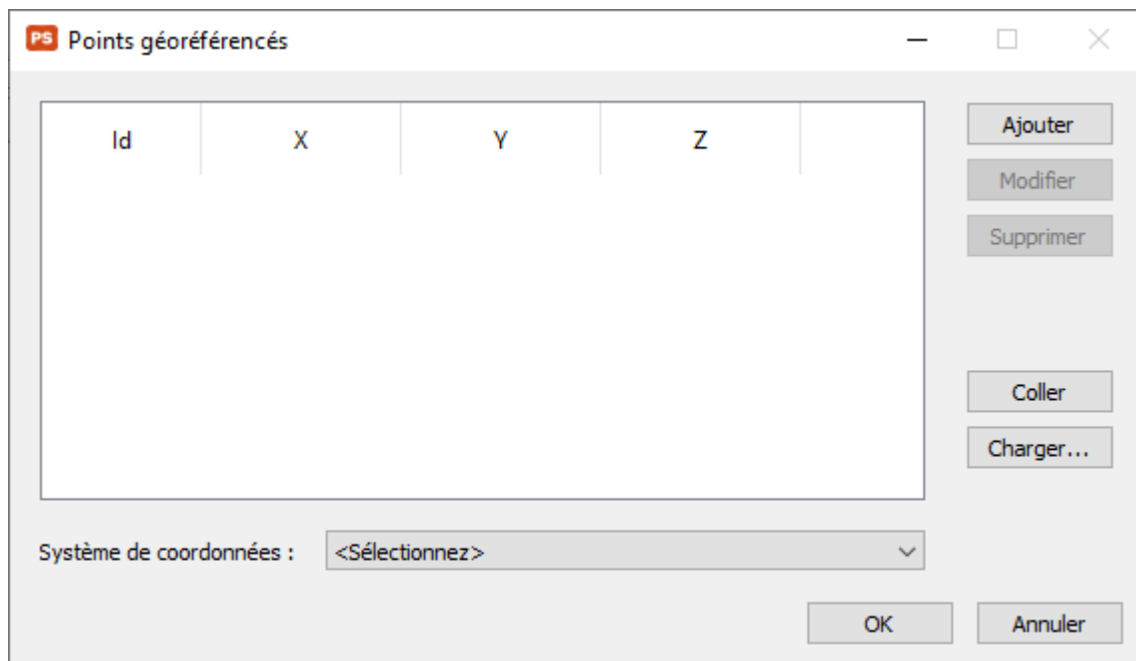 PS Points géoréférencés
Id X Y Z
Ajouter
Modifier
Supprimer
Coller
Charger...
Système de coordonnées : <Sélectionnez>
OK Annuler